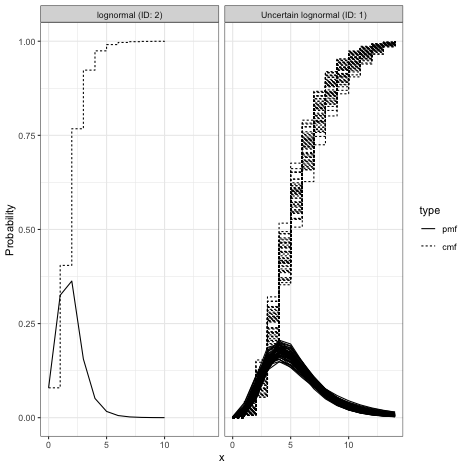 lognormal (ID: 2)
Uncertain lognormal (ID: 1)
1.00
0.75
0.50
0.25
0.00
Probability
0 5 10
0 5 10
x
type
pmf
cmf